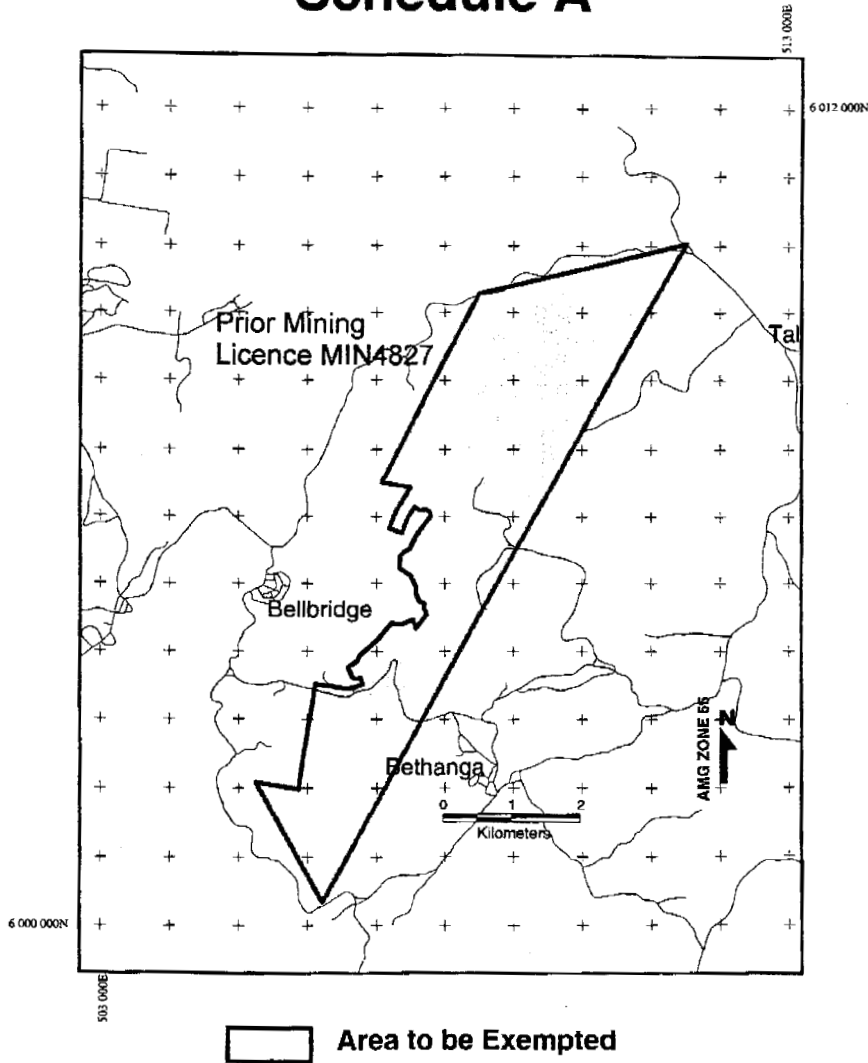 Schedule A
513 000E
6 012 000N
Prior Mining
Licence MIN4827
Tal
Bellbridge
AMG ZONE 55
N
Bethanga
0 1 2
Kilometers
6 000 000N
503 000E
Area to be Exempted